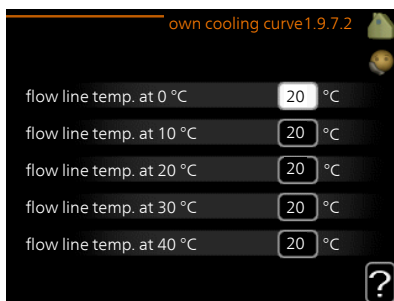 own cooling curve1.9.7.2
flow line temp. at 0 °C 20 °C
flow line temp. at 10 °C 20 °C
flow line temp. at 20 °C 20 °C
flow line temp. at 30 °C 20 °C
flow line temp. at 40 °C 20 °C
?